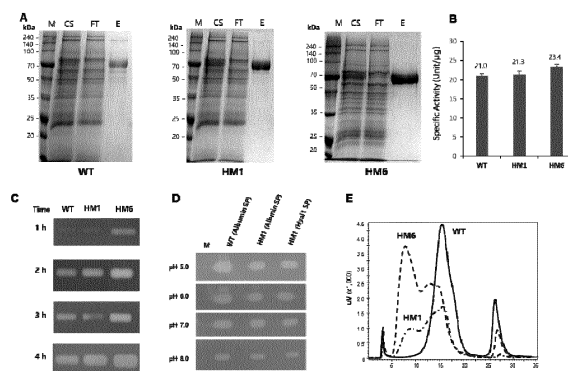 A
kDa M CS FT E
240
140
100
70
50
35
25
20
WT
kDa M CS FT E
240
140
100
70
50
35
25
20
HM1
kDa M CS FT E
240
140
100
70
50
35
25
20
HM6
B
Specific Activity (Unit/μg)
30
25
20
15
10
5
0
21.0
21.3
23.4
WT HM1 HM6
C
Time WT HM1 HM6
1 h
2 h
3 h
4 h
D
M WT (Albumin SP) HM1 (Albumin SP)
pH 5.0
pH 6.0
pH 7.0
pH 8.0
E
WT
HM6
HM1